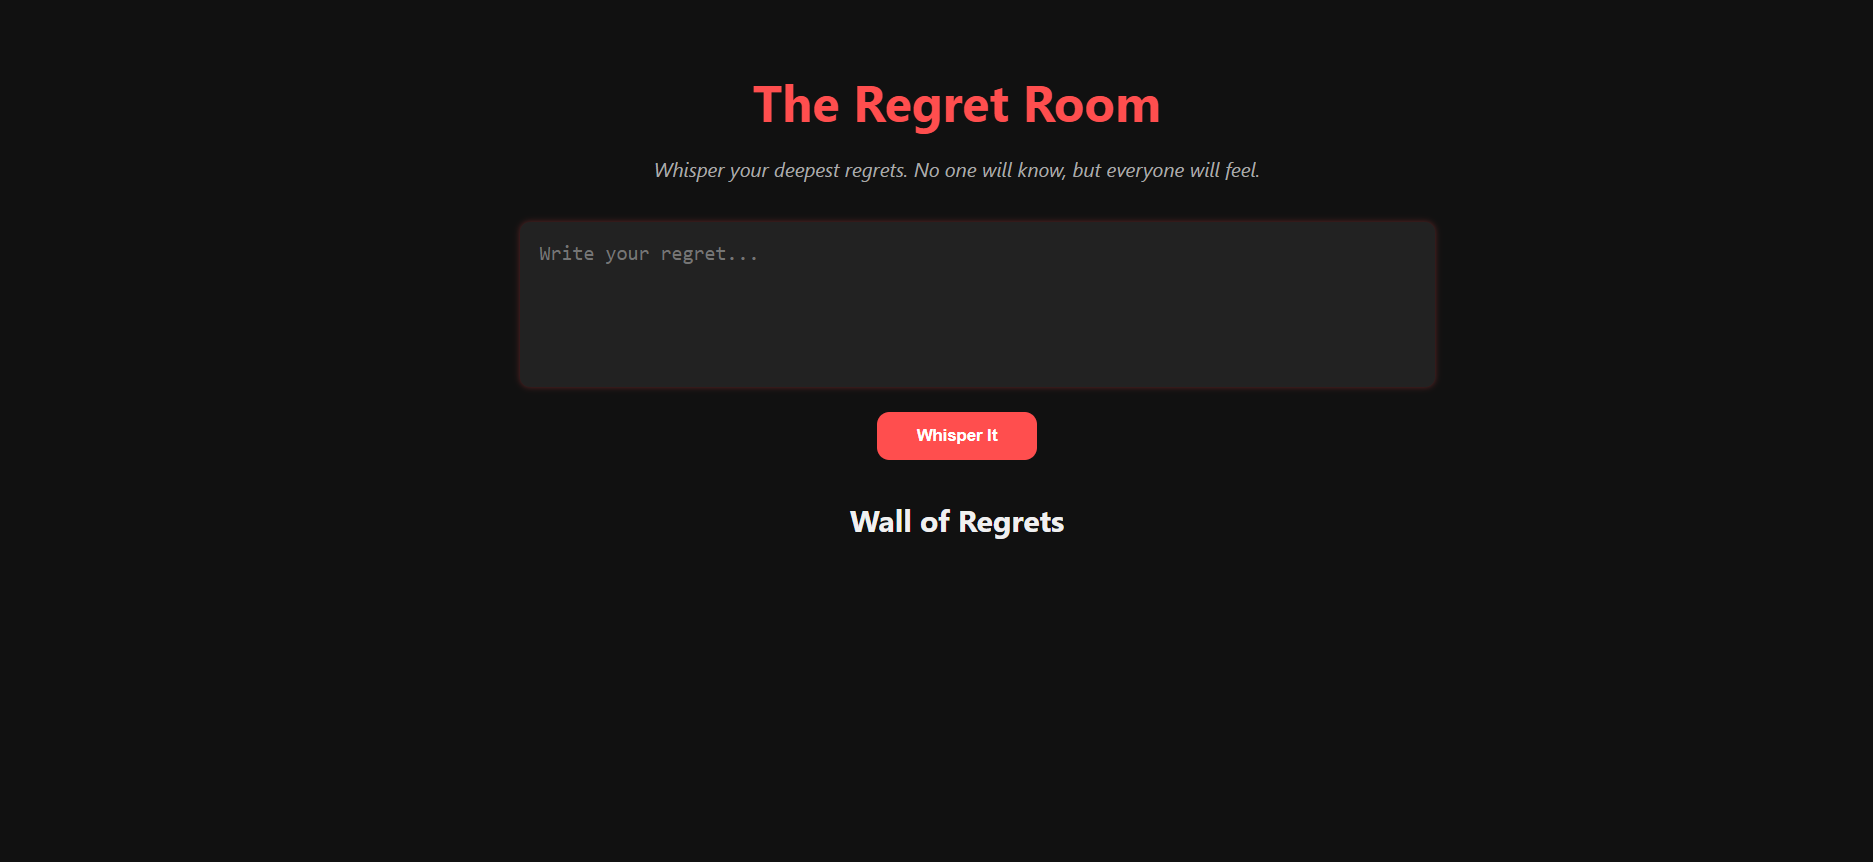 The Regret Room
Whisper your deepest regrets. No one will know, but everyone will feel.
Write your regret...
Whisper It
Wall of Regrets